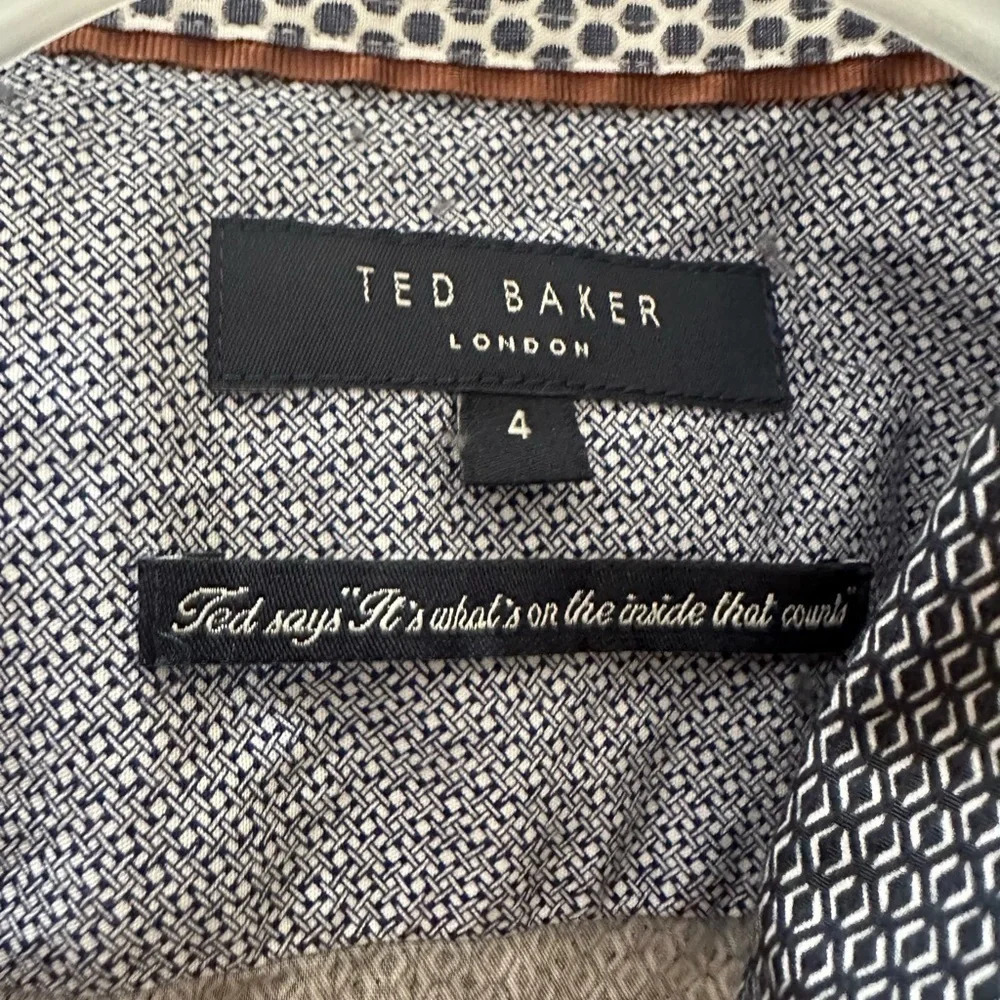 TED BAKER
LONDON
4
Ted says "It's what's on the inside that counts"